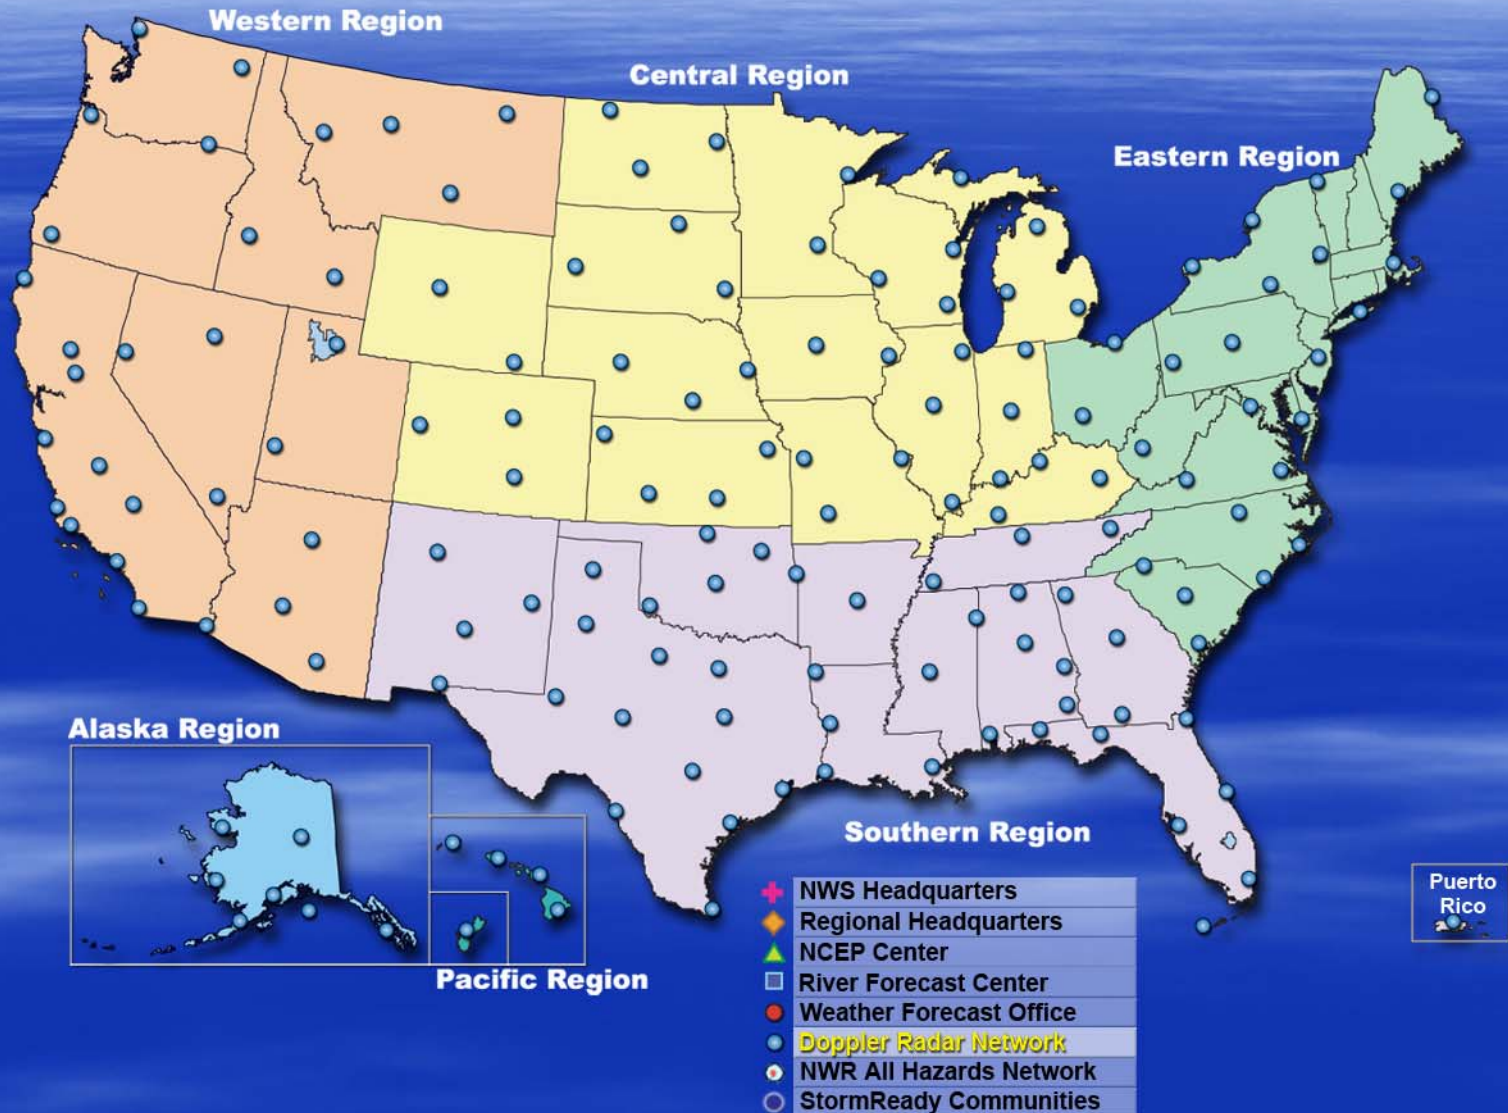 Western Region
Central Region
Eastern Region
Alaska Region
Southern Region
Puerto
Rico
Pacific Region
NWS Headquarters
Regional Headquarters
NCEP Center
River Forecast Center
Weather Forecast Office
Doppler Radar Network
NWR All Hazards Network
StormReady Communities